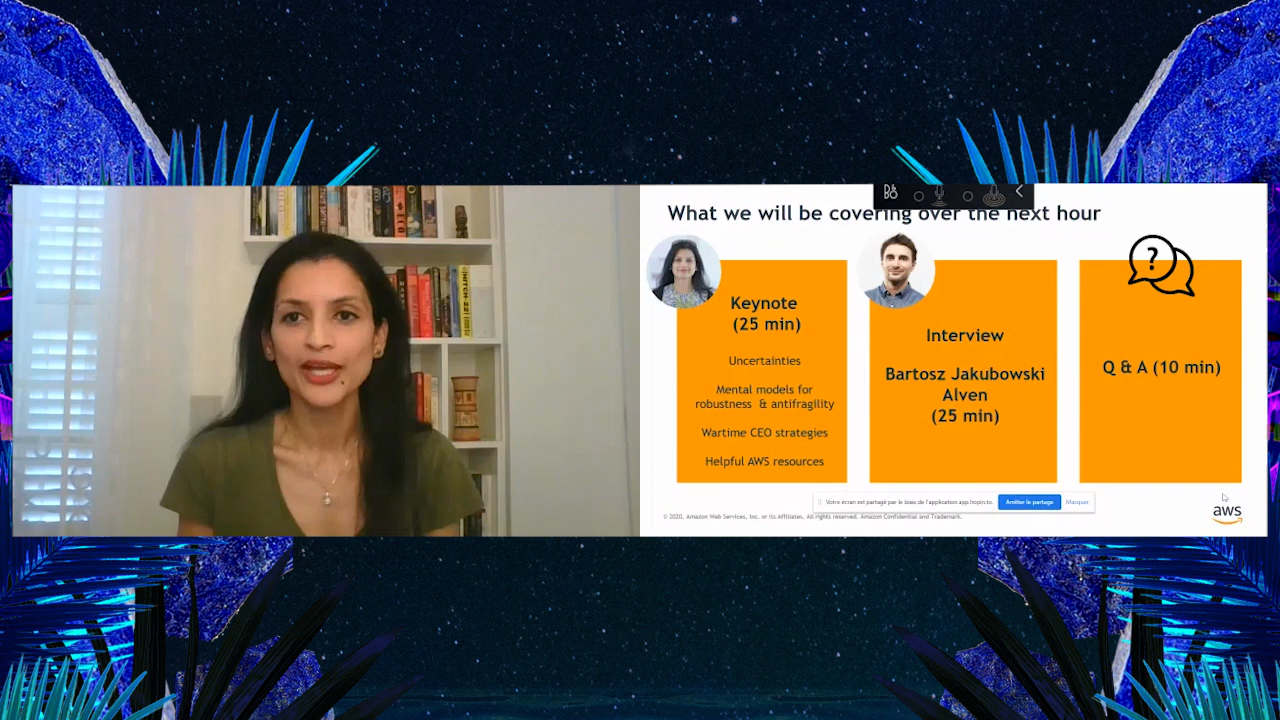 What we will be covering over the next hour
Keynote
(25 min)
Uncertainties
Mental models for
robustness & antifragility
Wartime CEO strategies
Helpful AWS resources
Interview
Bartosz Jakubowski
Alven
(25 min)
?
Q & A (10 min)
Votre écran est partagé par le biais de l'application app.hopin.to.
Arrêter le partage
Masquer
© 2020, Amazon Web Services, Inc. or its Affiliates. All rights reserved. Amazon Confidential and Trademark.
aws
HITCH-22